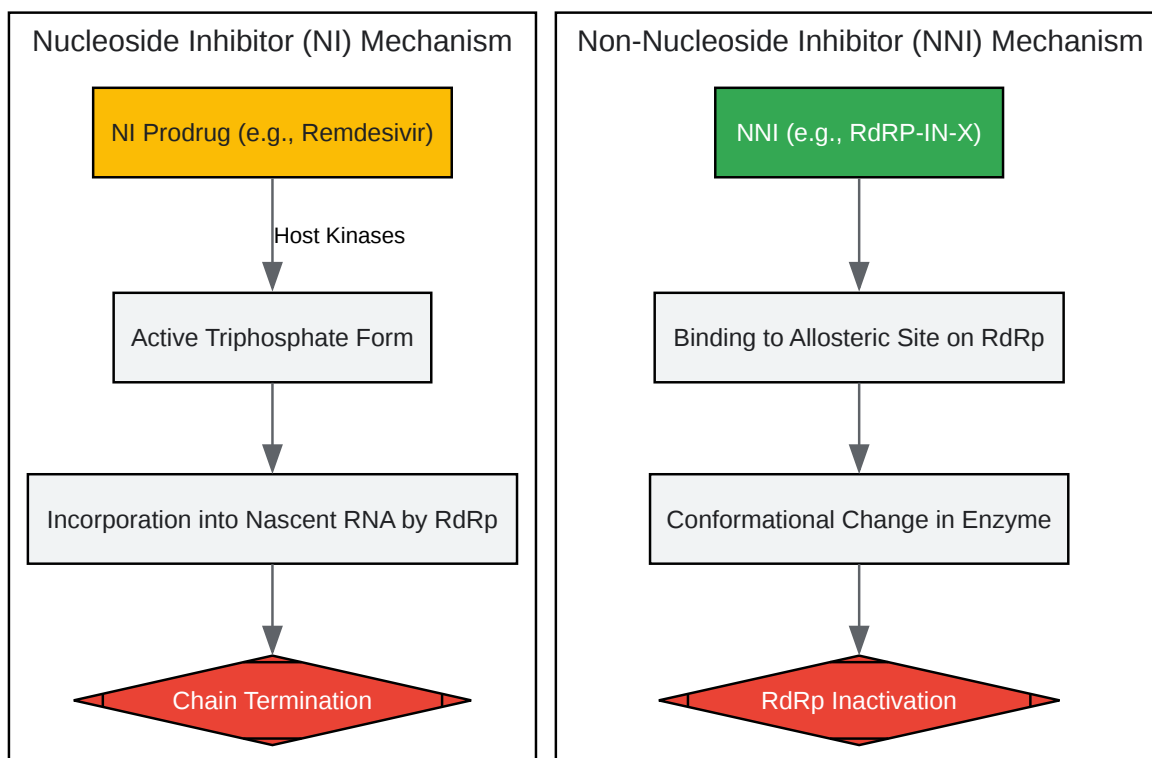 Nucleoside Inhibitor (NI) Mechanism
NI Prodrug (e.g., Remdesivir)
Host Kinases
Active Triphosphate Form
Incorporation into Nascent RNA by RdRp
Chain Termination
Non-Nucleoside Inhibitor (NNI) Mechanism
NNI (e.g., RdRP-IN-X)
Binding to Allosteric Site on RdRp
Conformational Change in Enzyme
RdRp Inactivation